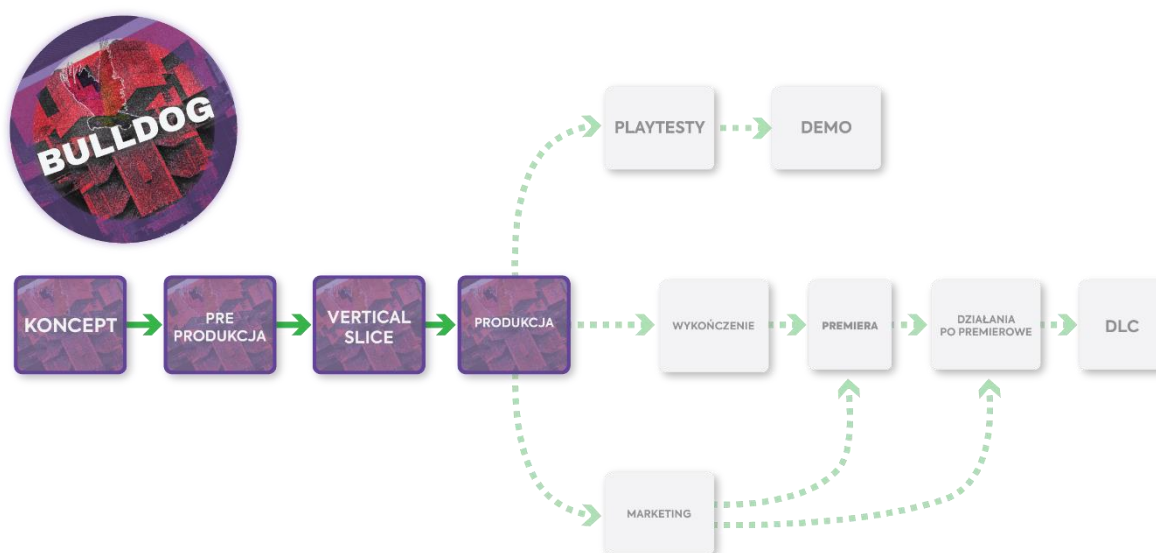 BULLDOG
PLAYTESTY
DEMO
KONCEPT
PRE
PRODUKCJA
VERTICAL
SLICE
PRODUKCJA
WYKOŃCZENIE
PREMIERA
DZIAŁANIA
PO PREMIEROWE
DLC
MARKETING